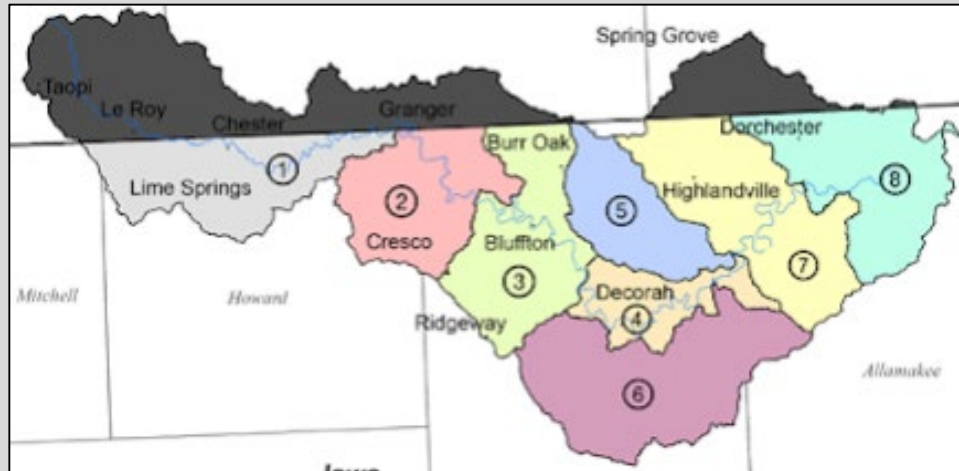 Spring Grove
Taopi
Le Roy
Chester
Granger
Dorchester
Burr Oak
①
Lime Springs
Highlandville
⑧
②
⑤
Cresco
Bluffton
⑦
③
Mitchell
Howard
Decorah
④
Ridgeway
Allamakee
⑥
Iowa